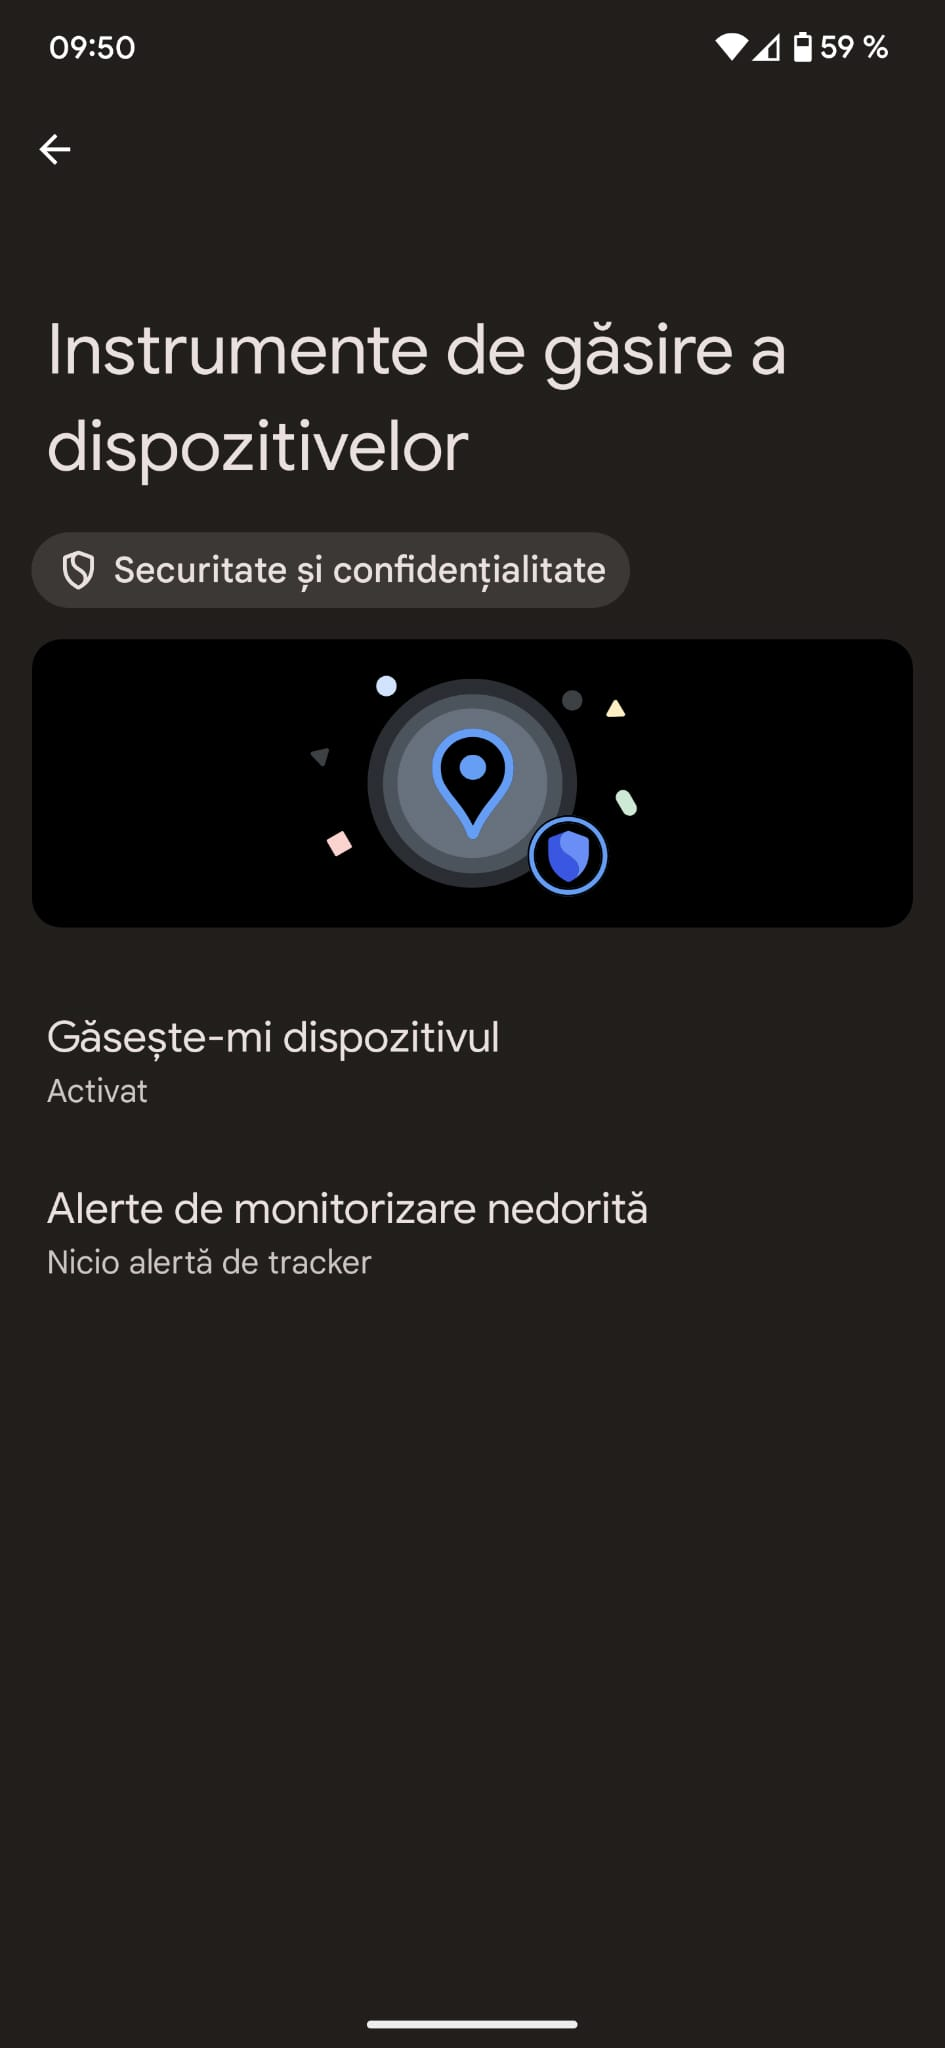 09:50
59 %
Instrumente de găsire a
dispozitivelor
Securitate și confidențialitate
Găsește-mi dispozitivul
Activat
Alerte de monitorizare nedorită
Nicio alertă de tracker